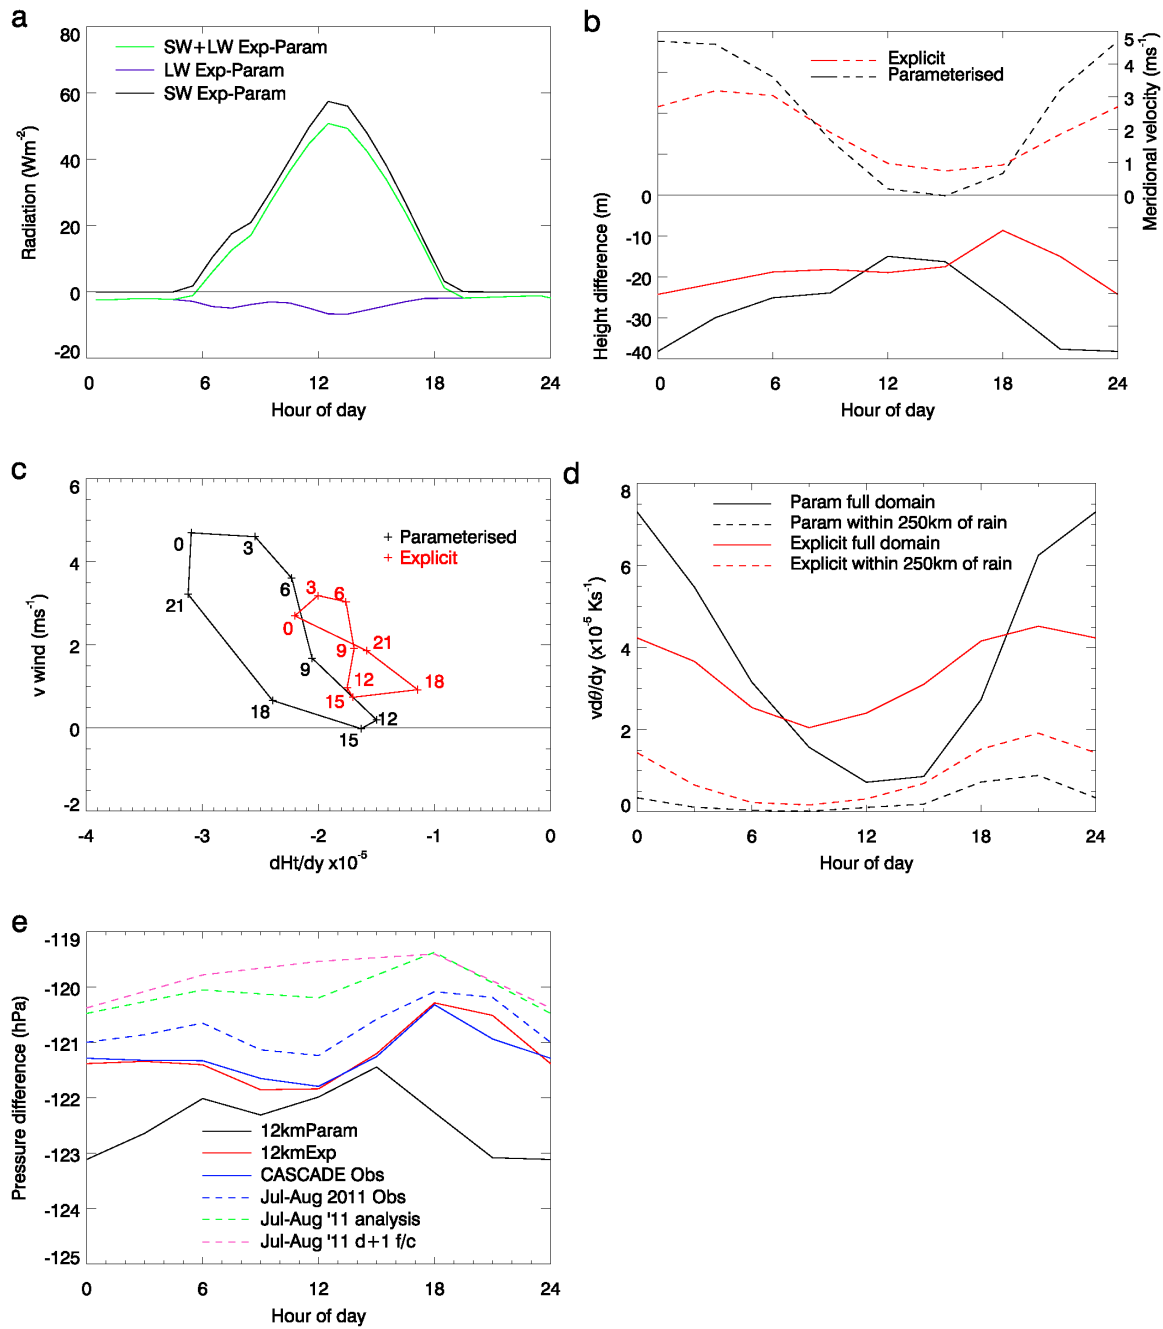 a
80
60
40
20
0
-20
Radiation (Wm⁻²)
SW+LW Exp-Param
LW Exp-Param
SW Exp-Param
0 6 12 18 24
Hour of day
b
Explicit
Parameterised
5
4
3
2
1
0
Meridional velocity (ms⁻¹)
0
-10
-20
-30
-40
Height difference (m)
0 6 12 18 24
Hour of day
c
6
4
2
0
-2
v wind (ms⁻¹)
Parameterised
Explicit
0 3 6 9 12 15 18 21
0 3 6 9 12 15 18 21
-4 -3 -2 -1 0
dHt/dy x10⁻⁵
d
8
6
4
2
0
vdθ/dy (x10⁻⁵ Ks⁻¹)
Param full domain
Param within 250km of rain
Explicit full domain
Explicit within 250km of rain
0 6 12 18 24
Hour of day
e
-119
-120
-121
-122
-123
-124
-125
Pressure difference (hPa)
12kmParam
12kmExp
CASCADE Obs
Jul-Aug 2011 Obs
Jul-Aug '11 analysis
Jul-Aug '11 d+1 f/c
0 6 12 18 24
Hour of day